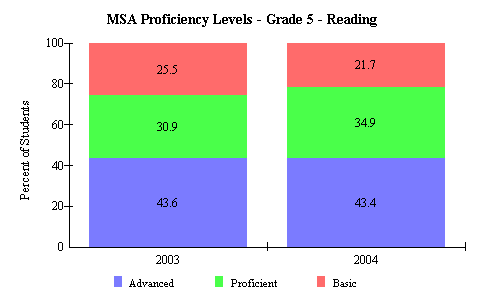 MSA Proficiency Levels - Grade 5 - Reading
100
80
60
40
20
0
Percent of Students
25.5
21.7
30.9
34.9
43.6
43.4
2003
2004
Advanced
Proficient
Basic